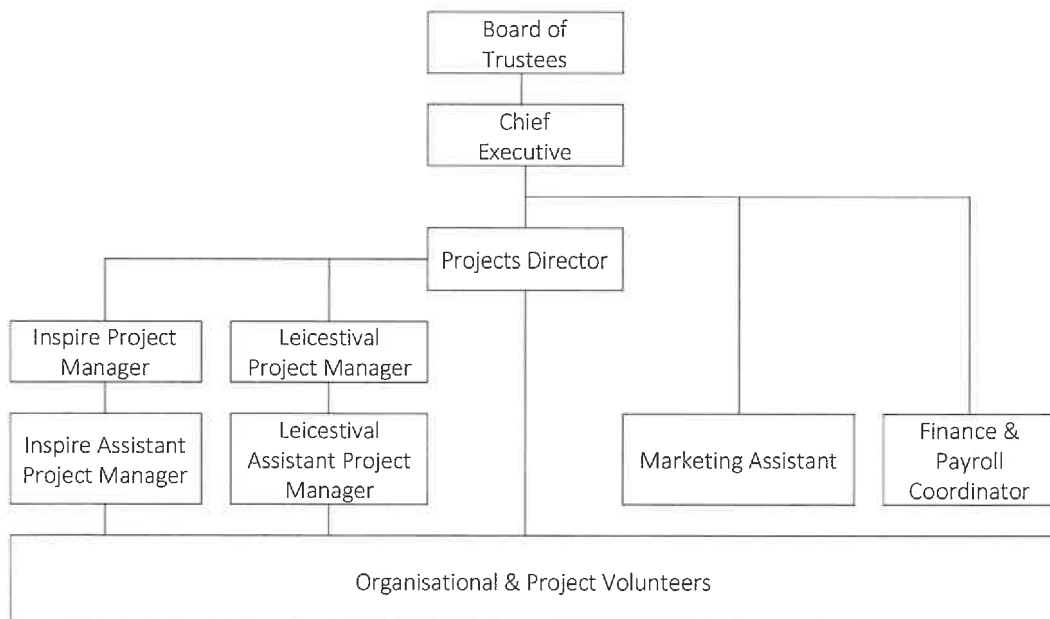 Board of
Trustees
Chief
Executive
Projects Director
Inspire Project
Manager
Leicestival
Project Manager
Inspire Assistant
Project Manager
Leicestival
Assistant Project
Manager
Marketing Assistant
Finance &
Payroll
Coordinator
Organisational & Project Volunteers